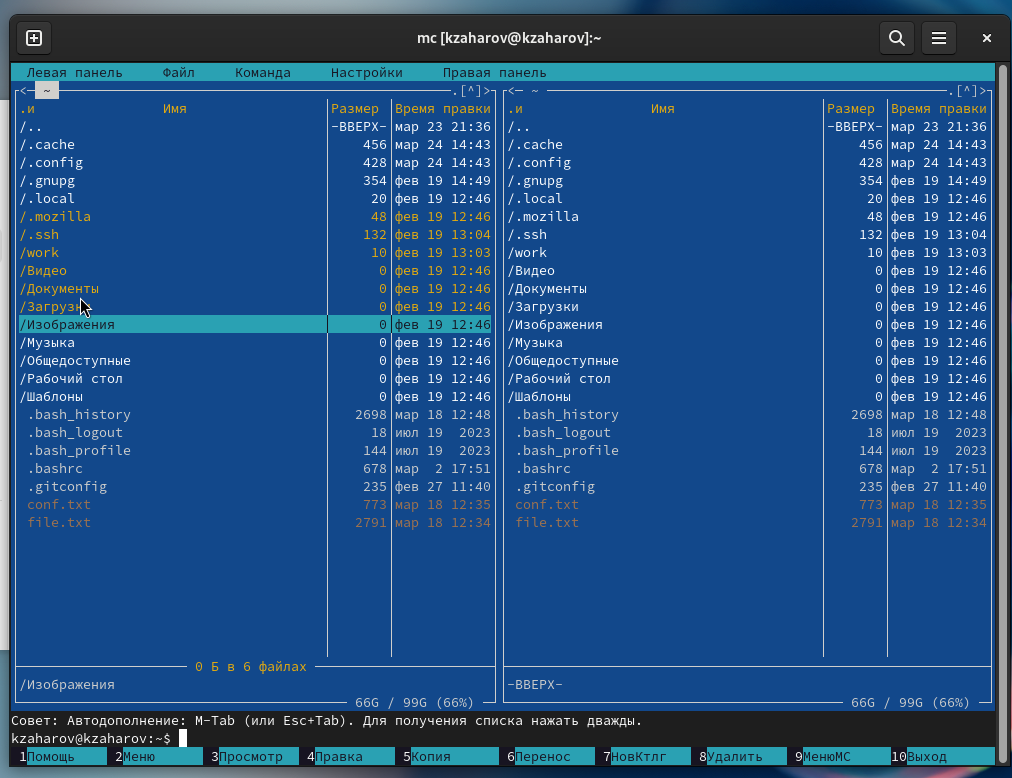 mc [kzaharov@kzaharov]:~
Левая панель Файл Команда Настройки Правая панель
<─ ~ .[^]> <─ ~ .[^]>
.и Имя Размер Время правки .и Имя Размер Время правки
/.. -ВВЕРХ- мар 23 21:36 /.. -ВВЕРХ- мар 23 21:36
/.cache 456 мар 24 14:43 /.cache 456 мар 24 14:43
/.config 428 мар 24 14:43 /.config 428 мар 24 14:43
/.gnupg 354 фев 19 14:49 /.gnupg 354 фев 19 14:49
/.local 20 фев 19 12:46 /.local 20 фев 19 12:46
/.mozilla 48 фев 19 12:46 /.mozilla 48 фев 19 12:46
/.ssh 132 фев 19 13:04 /.ssh 132 фев 19 13:04
/work 10 фев 19 13:03 /work 10 фев 19 13:03
/Видео 0 фев 19 12:46 /Видео 0 фев 19 12:46
/Документы 0 фев 19 12:46 /Документы 0 фев 19 12:46
/Загрузки 0 фев 19 12:46 /Загрузки 0 фев 19 12:46
/Изображения 0 фев 19 12:46 /Изображения 0 фев 19 12:46
/Музыка 0 фев 19 12:46 /Музыка 0 фев 19 12:46
/Общедоступные 0 фев 19 12:46 /Общедоступные 0 фев 19 12:46
/Рабочий стол 0 фев 19 12:46 /Рабочий стол 0 фев 19 12:46
/Шаблоны 0 фев 19 12:46 /Шаблоны 0 фев 19 12:46
.bash_history 2698 мар 18 12:48 .bash_history 2698 мар 18 12:48
.bash_logout 18 июл 19 2023 .bash_logout 18 июл 19 2023
.bash_profile 144 июл 19 2023 .bash_profile 144 июл 19 2023
.bashrc 678 мар 2 17:51 .bashrc 678 мар 2 17:51
.gitconfig 235 фев 27 11:40 .gitconfig 235 фев 27 11:40
conf.txt 773 мар 18 12:35 conf.txt 773 мар 18 12:35
file.txt 2791 мар 18 12:34 file.txt 2791 мар 18 12:34
0 Б в 6 файлах
/Изображения -ВВЕРХ-
66G / 99G (66%) 66G / 99G (66%)
Совет: Автодополнение: M-Tab (или Esc+Tab). Для получения списка нажать дважды.
kzaharov@kzaharov:~$
1Помощь 2Меню 3Просмотр 4Правка 5Копия 6Перенос 7НовКтлг 8Удалить 9МенюМС 10Выход